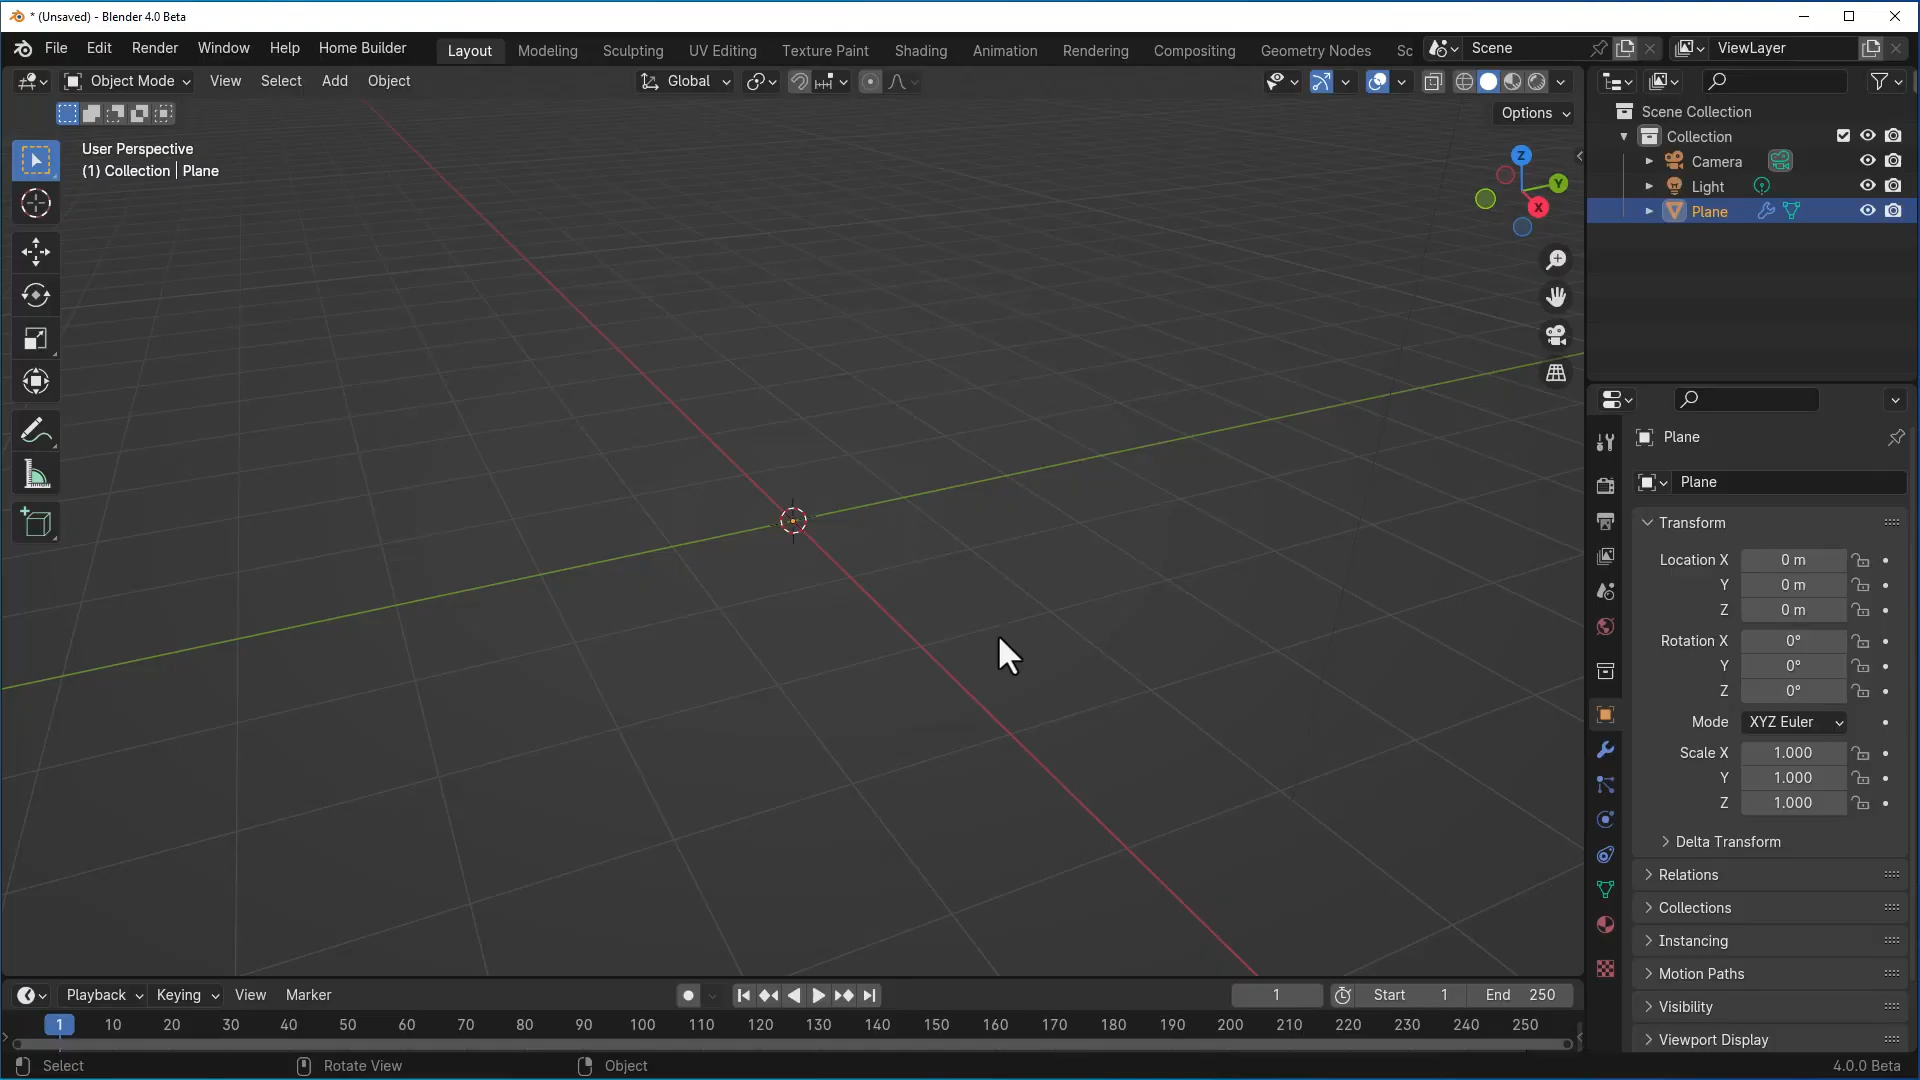 * (Unsaved) - Blender 4.0 Beta
File Edit Render Window Help Home Builder Layout Modeling Sculpting UV Editing Texture Paint Shading Animation Rendering Compositing Geometry Nodes Sc Scene ViewLayer
Object Mode View Select Add Object Global
Options
User Perspective
(1) Collection | Plane
Z
Y
X
Scene Collection
Collection
Camera
Light
Plane
Plane
Plane
Transform
Location X 0 m
Y 0 m
Z 0 m
Rotation X 0°
Y 0°
Z 0°
Mode XYZ Euler
Scale X 1.000
Y 1.000
Z 1.000
Delta Transform
Relations
Collections
Instancing
Motion Paths
Visibility
Viewport Display
Playback Keying View Marker 1 Start 1 End 250
1 10 20 30 40 50 60 70 80 90 100 110 120 130 140 150 160 170 180 190 200 210 220 230 240 250
Select Rotate View Object 4.0.0 Beta